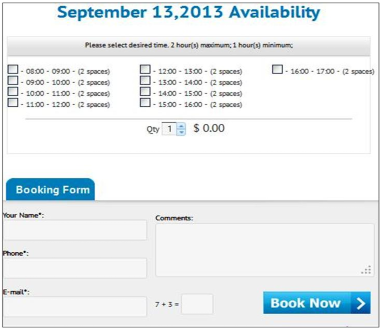 September 13,2013 Availability
Please select desired time. 2 hour(s) maximum; 1 hour(s) minimum;
- 08:00 - 09:00 - (2 spaces)
- 12:00 - 13:00 - (2 spaces)
- 16:00 - 17:00 - (2 spaces)
- 09:00 - 10:00 - (2 spaces)
- 13:00 - 14:00 - (2 spaces)
- 10:00 - 11:00 - (2 spaces)
- 14:00 - 15:00 - (2 spaces)
- 11:00 - 12:00 - (2 spaces)
- 15:00 - 16:00 - (2 spaces)
Qty 1 $ 0.00
Booking Form
Your Name*:
Comments:
Phone*:
E-mail*:
7 + 3 =
Book Now